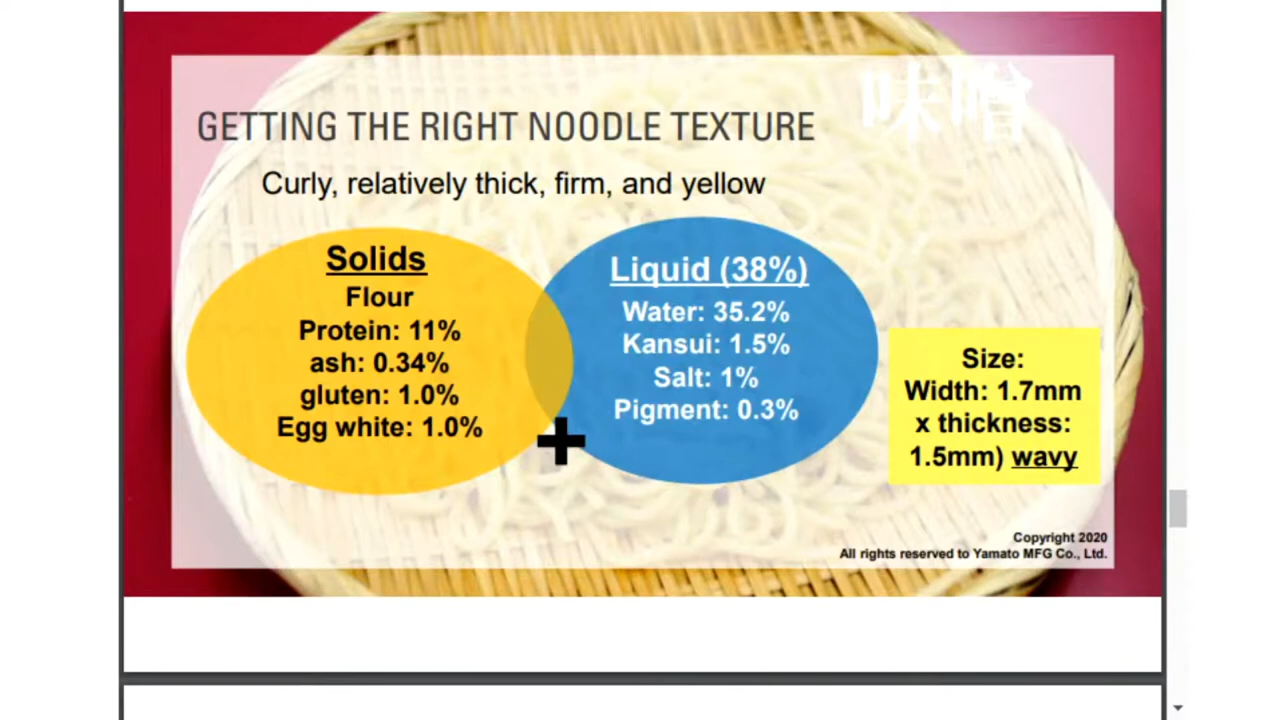 味噌
GETTING THE RIGHT NOODLE TEXTURE
Curly, relatively thick, firm, and yellow
Solids
Flour
Protein: 11%
ash: 0.34%
gluten: 1.0%
Egg white: 1.0%
+
Liquid (38%)
Water: 35.2%
Kansui: 1.5%
Salt: 1%
Pigment: 0.3%
Size:
Width: 1.7mm
x thickness:
1.5mm) wavy
Copyright 2020
All rights reserved to Yamato MFG Co., Ltd.